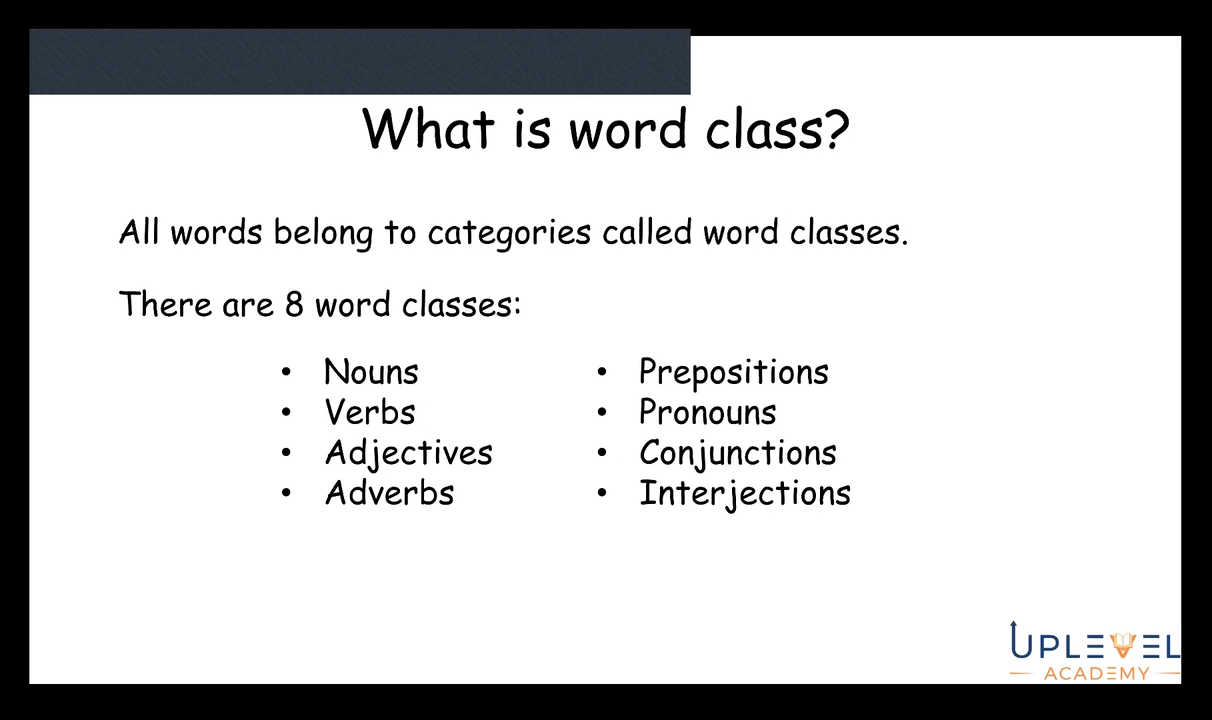 What is word class?
All words belong to categories called word classes.
There are 8 word classes:
• Nouns
• Verbs
• Adjectives
• Adverbs
• Prepositions
• Pronouns
• Conjunctions
• Interjections
UPLEVEL
ACADEMY